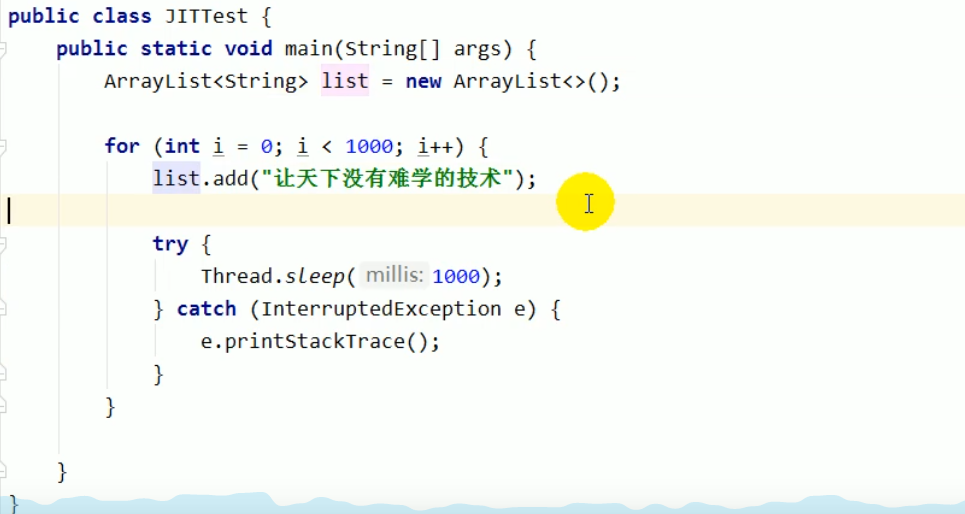 public class JITTest {
public static void main(String[] args) {
ArrayList<String> list = new ArrayList<>();
for (int i = 0; i < 1000; i++) {
list.add("让天下没有难学的技术");
try {
Thread.sleep( millis: 1000);
} catch (InterruptedException e) {
e.printStackTrace();
}
}
}
}